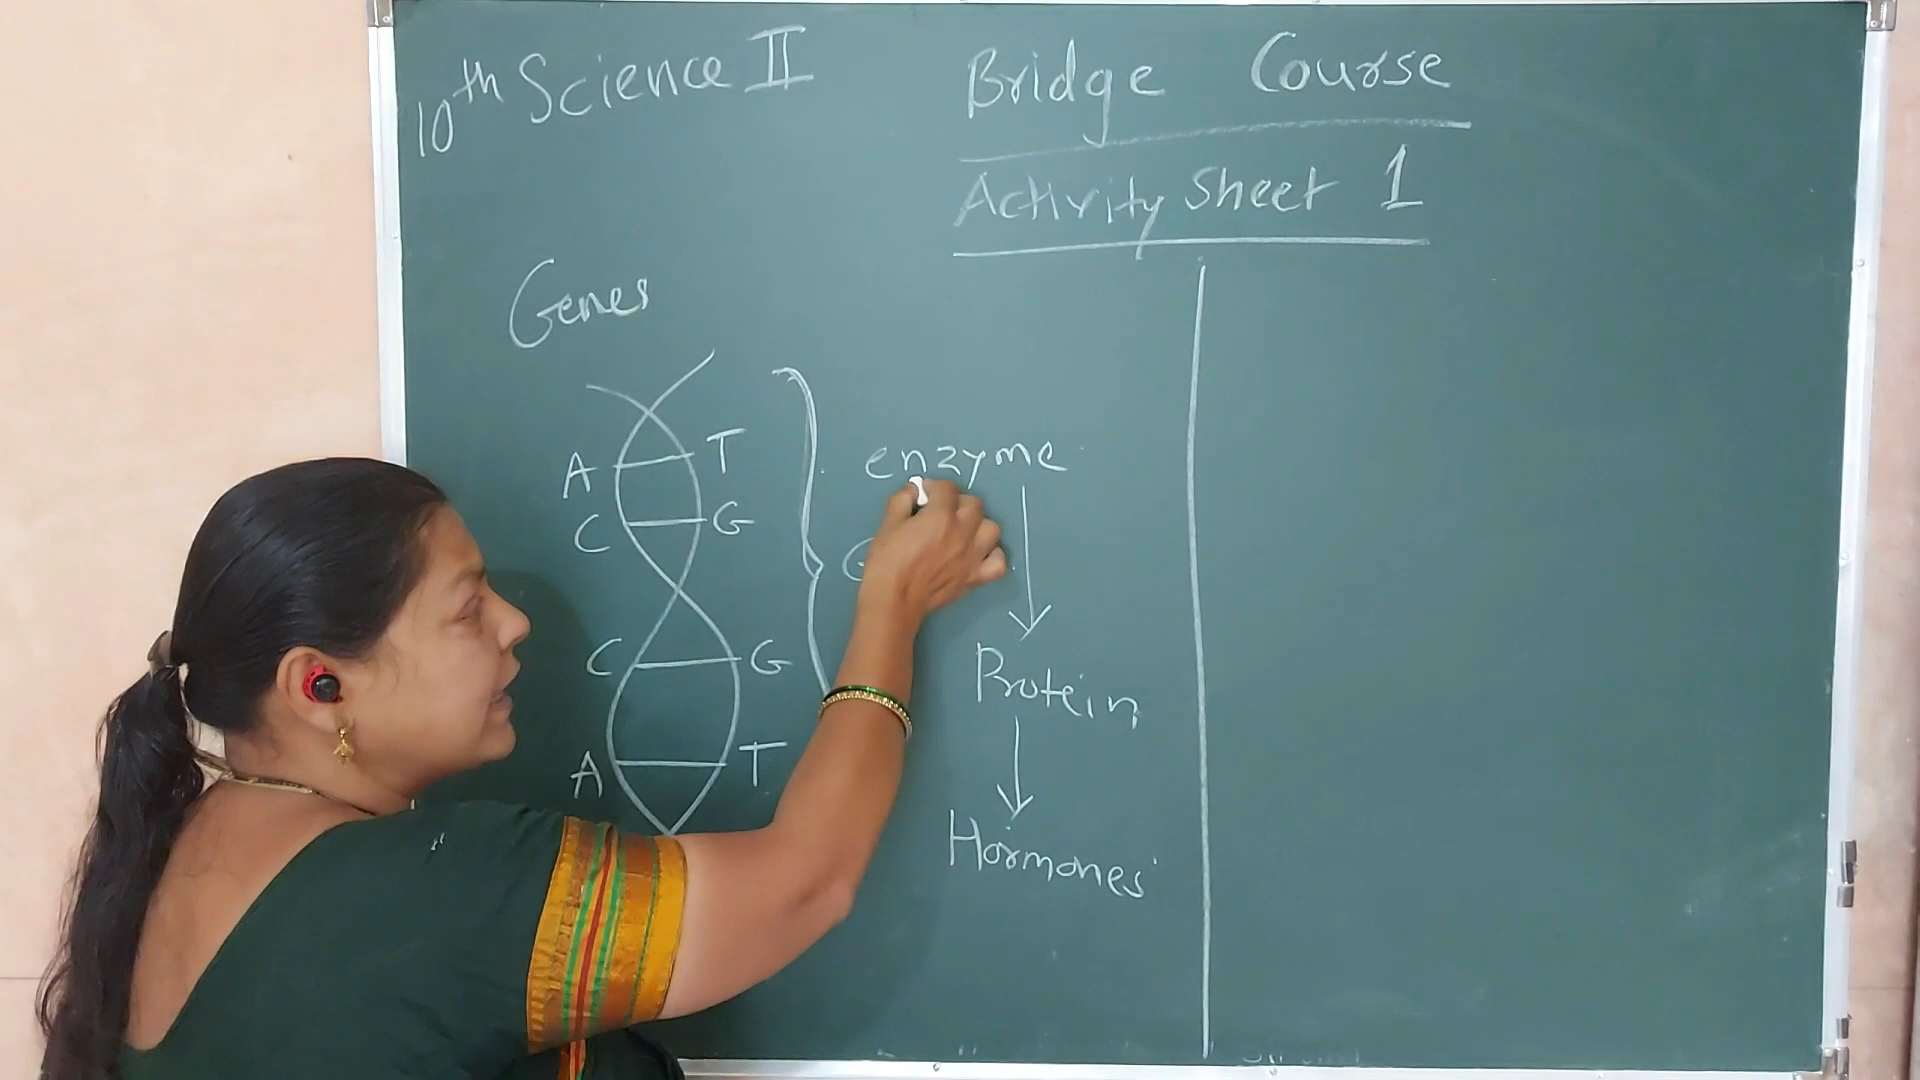 10th Science II
Bridge Course
Activity Sheet 1
Genes
A T
C G
C G
A T
enzyme
G
Protein
Hormones